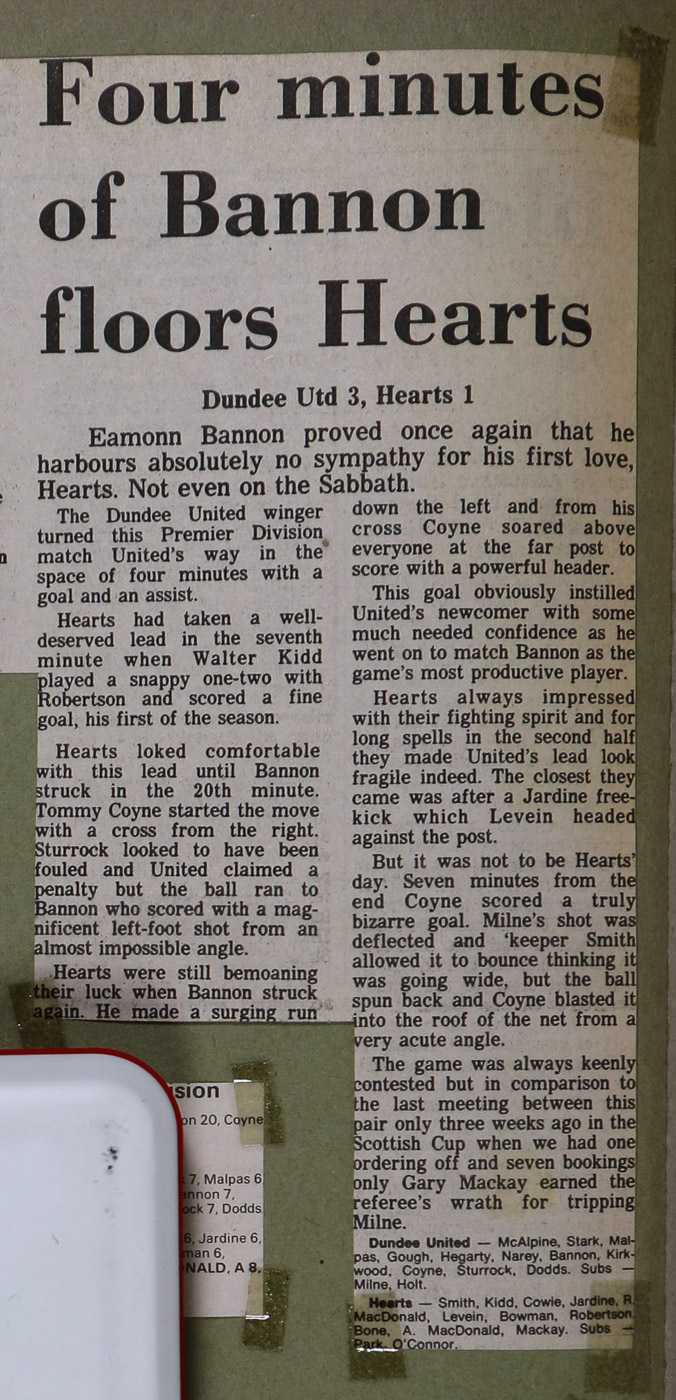 Four minutes
of Bannon
floors Hearts
Dundee Utd 3, Hearts 1
Eamonn Bannon proved once again that he
harbours absolutely no sympathy for his first love,
Hearts. Not even on the Sabbath.
The Dundee United winger
turned this Premier Division
match United's way in the
space of four minutes with a
goal and an assist.
Hearts had taken a well-
deserved lead in the seventh
minute when Walter Kidd
played a snappy one-two with
Robertson and scored a fine
goal, his first of the season.
Hearts loked comfortable
with this lead until Bannon
struck in the 20th minute.
Tommy Coyne started the move
with a cross from the right.
Sturrock looked to have been
fouled and United claimed a
penalty but the ball ran to
Bannon who scored with a mag-
nificent left-foot shot from an
almost impossible angle.
Hearts were still bemoaning
their luck when Bannon struck
again. He made a surging run
down the left and from his
cross Coyne soared above
everyone at the far post to
score with a powerful header.
This goal obviously instilled
United's newcomer with some
much needed confidence as he
went on to match Bannon as the
game's most productive player.
Hearts always impressed
with their fighting spirit and for
long spells in the second half
they made United's lead look
fragile indeed. The closest they
came was after a Jardine free-
kick which Levein headed
against the post.
But it was not to be Hearts'
day. Seven minutes from the
end Coyne scored a truly
bizarre goal. Milne's shot was
deflected and 'keeper Smith
allowed it to bounce thinking it
was going wide, but the ball
spun back and Coyne blasted it
into the roof of the net from a
very acute angle.
The game was always keenly
contested but in comparison to
the last meeting between this
pair only three weeks ago in the
Scottish Cup when we had one
ordering off and seven bookings
only Gary Mackay earned the
referee's wrath for tripping
Milne.
Dundee United — McAlpine, Stark, Mal-
pas, Gough, Hegarty, Narey, Bannon, Kirk-
wood, Coyne, Sturrock, Dodds. Subs —
Milne, Holt.
Hearts — Smith, Kidd, Cowie, Jardine, R.
MacDonald, Levein, Bowman, Robertson,
Bone, A. MacDonald, Mackay. Subs —
Park, O'Connor.
20, Coyne
7, Malpas 6
7,
7, Dodds
6, Jardine 6,
6,
A 8,